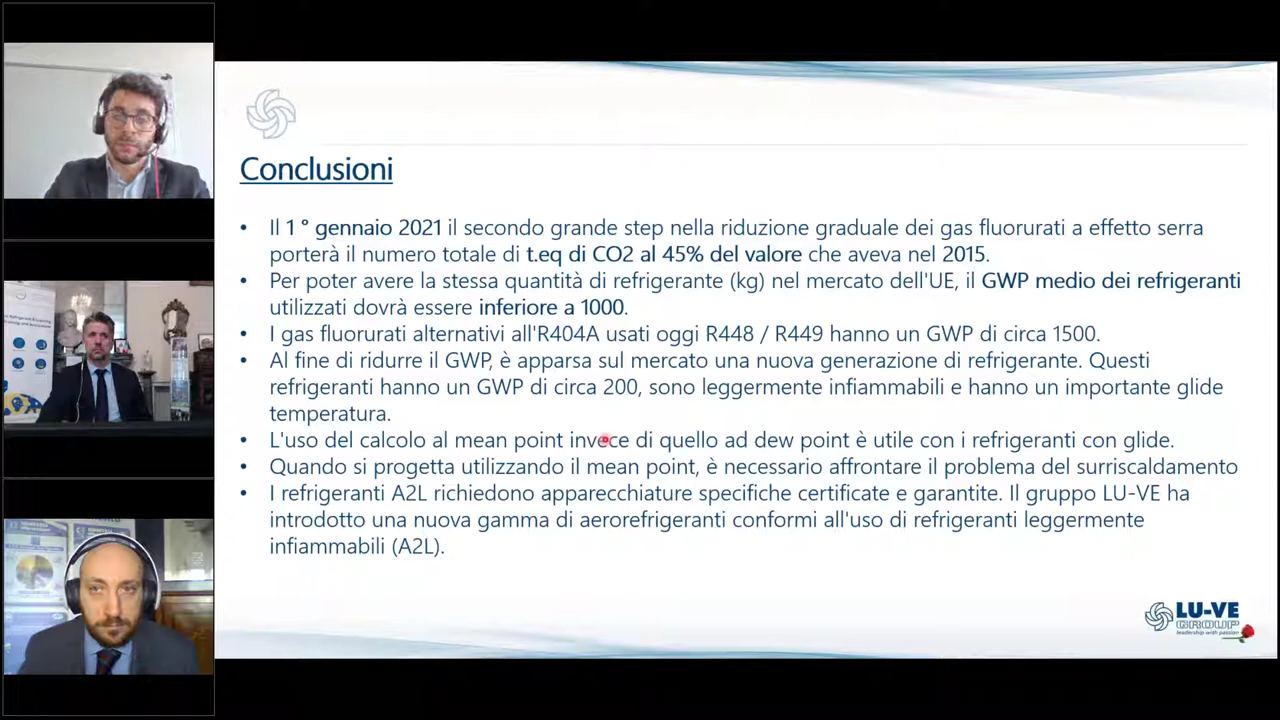 Conclusioni
• Il 1 ° gennaio 2021 il secondo grande step nella riduzione graduale dei gas fluorurati a effetto serra
porterà il numero totale di t.eq di CO2 al 45% del valore che aveva nel 2015.
• Per poter avere la stessa quantità di refrigerante (kg) nel mercato dell'UE, il GWP medio dei refrigeranti
utilizzati dovrà essere inferiore a 1000.
• I gas fluorurati alternativi all'R404A usati oggi R448 / R449 hanno un GWP di circa 1500.
• Al fine di ridurre il GWP, è apparsa sul mercato una nuova generazione di refrigerante. Questi
refrigeranti hanno un GWP di circa 200, sono leggermente infiammabili e hanno un importante glide
temperatura.
• L'uso del calcolo al mean point invece di quello ad dew point è utile con i refrigeranti con glide.
• Quando si progetta utilizzando il mean point, è necessario affrontare il problema del surriscaldamento
• I refrigeranti A2L richiedono apparecchiature specifiche certificate e garantite. Il gruppo LU-VE ha
introdotto una nuova gamma di aerorefrigeranti conformi all'uso di refrigeranti leggermente
infiammabili (A2L).
LU-VE
GROUP
leadership with passion